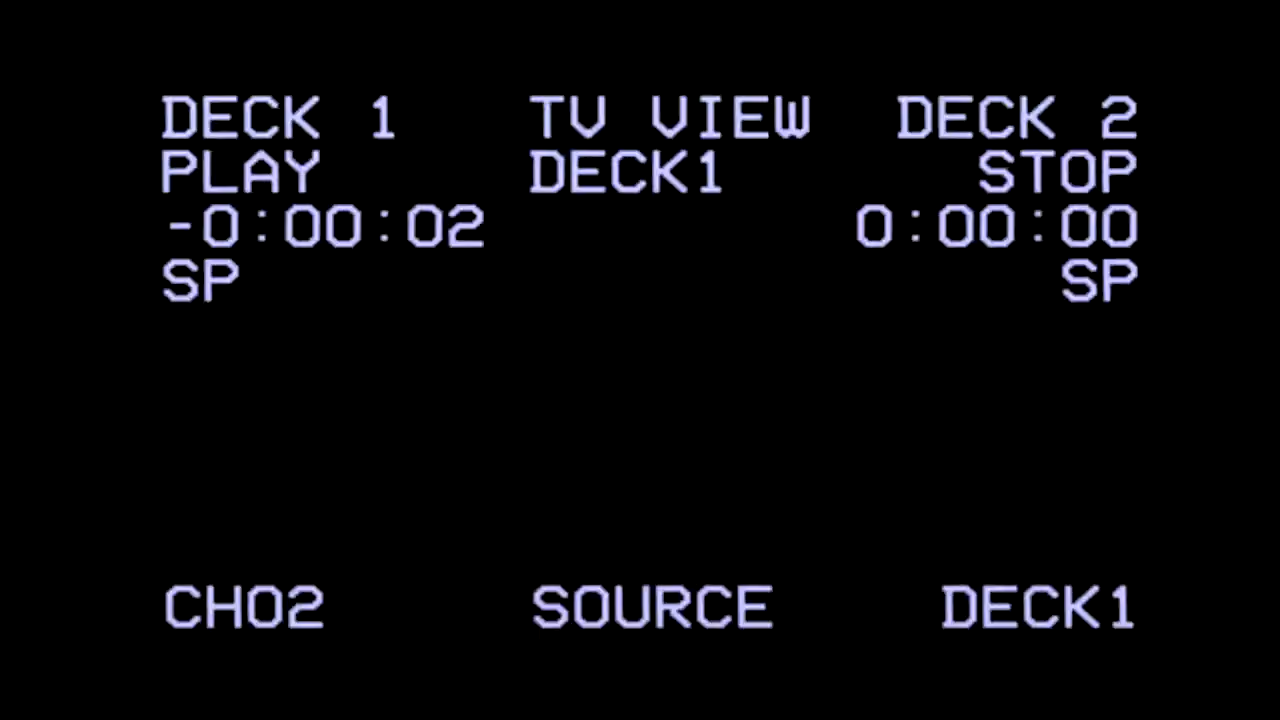 DECK 1 TV VIEW DECK 2
PLAY DECK1 STOP
-0:00:02 0:00:00
SP SP
CH02 SOURCE DECK1